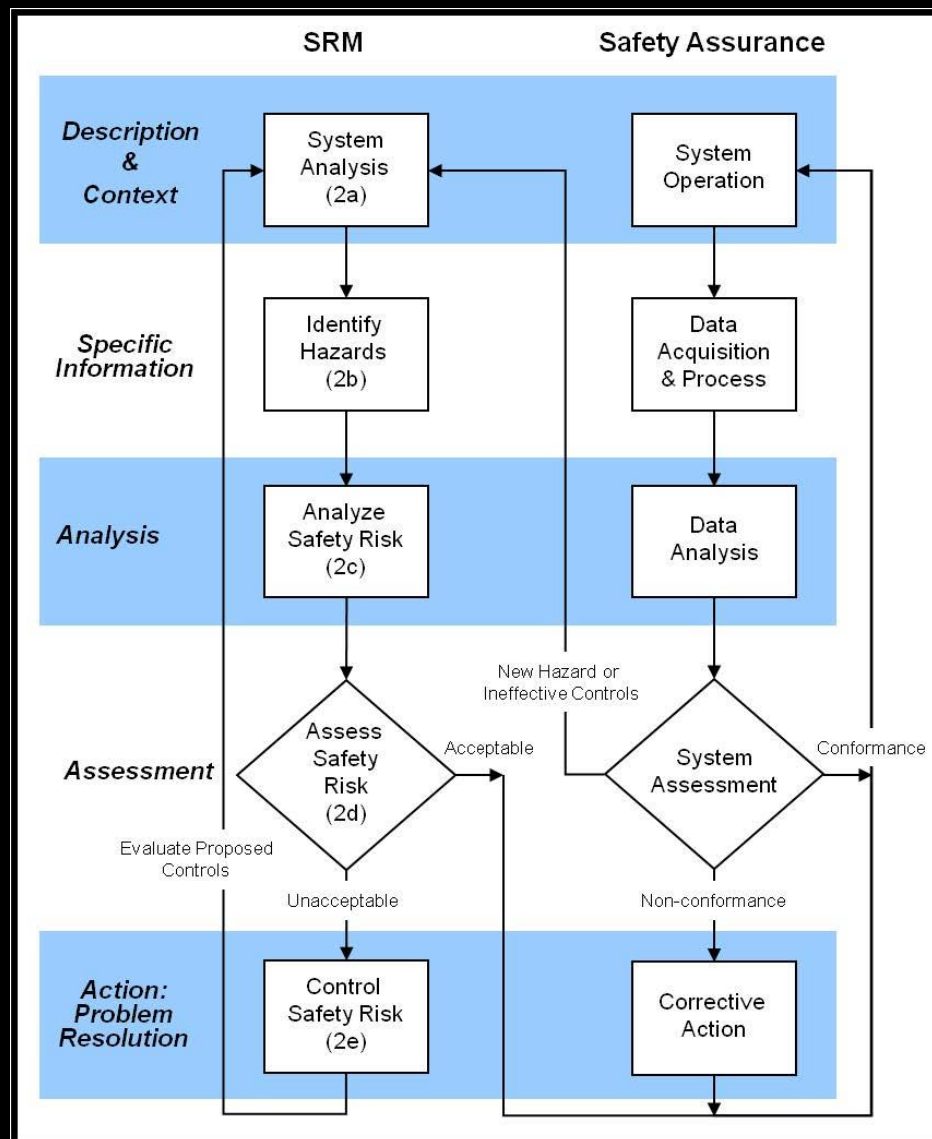 SRM
Safety Assurance
Description
&
Context
System
Analysis
(2a)
System
Operation
Specific
Information
Identify
Hazards
(2b)
Data
Acquisition
& Process
Analysis
Analyze
Safety Risk
(2c)
Data
Analysis
New Hazard or
Ineffective Controls
Assessment
Assess
Safety
Risk
(2d)
Acceptable
System
Assessment
Conformance
Evaluate Proposed
Controls
Unacceptable
Non-conformance
Action:
Problem
Resolution
Control
Safety Risk
(2e)
Corrective
Action